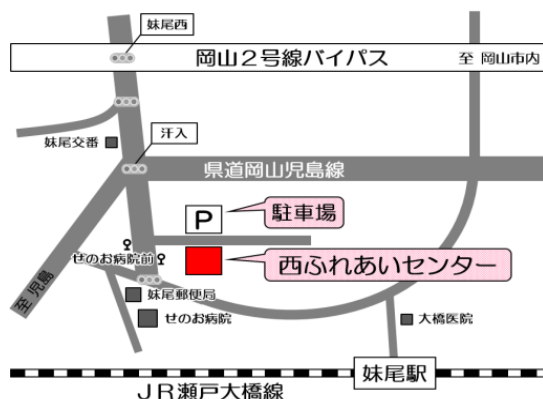 妹尾西
岡山2号線バイパス
至 岡山市内
妹尾交番
汗入
県道岡山児島線
P
駐車場
せのお病院前
西ふれあいセンター
至 児島
妹尾郵便局
せのお病院
大橋医院
妹尾駅
JR瀬戸大橋線